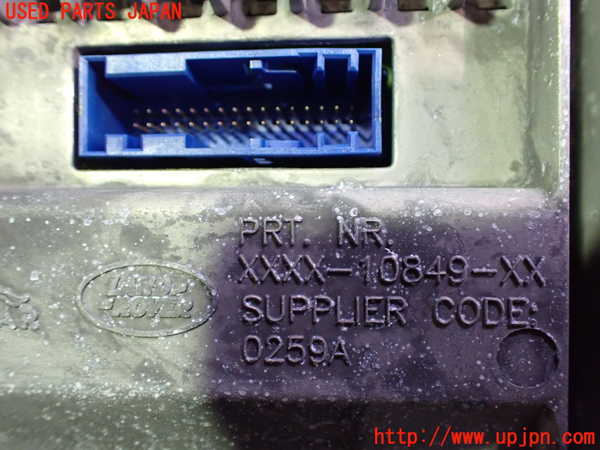 USED PARTS JAPAN
PRT. NR.
XXXX-10849-XX
LAND
ROVER
SUPPLIER CODE:
0259A
http://www.upjpn.com/